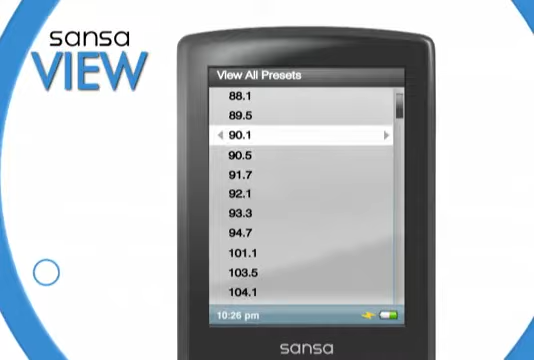 sansa
VIEW
View All Presets
88.1
89.5
90.1
90.5
91.7
92.1
93.3
94.7
101.1
103.5
104.1
10:26 pm
sansa